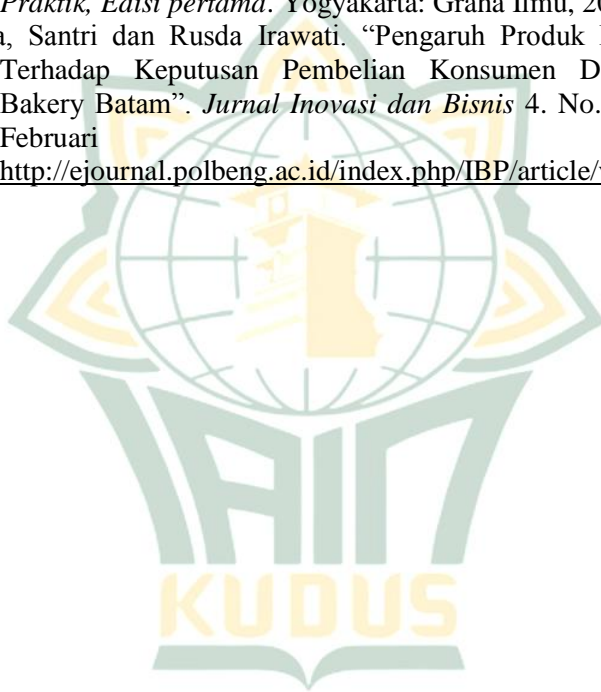 Praktik, Edisi pertama. Yogyakarta: Graha Ilmu, 20
a, Santri dan Rusda Irawati. “Pengaruh Produk
Terhadap Keputusan Pembelian Konsumen D
Bakery Batam”. Jurnal Inovasi dan Bisnis 4. No.
Februari
http://ejournal.polbeng.ac.id/index.php/IBP/article/
IAIN
KUDUS